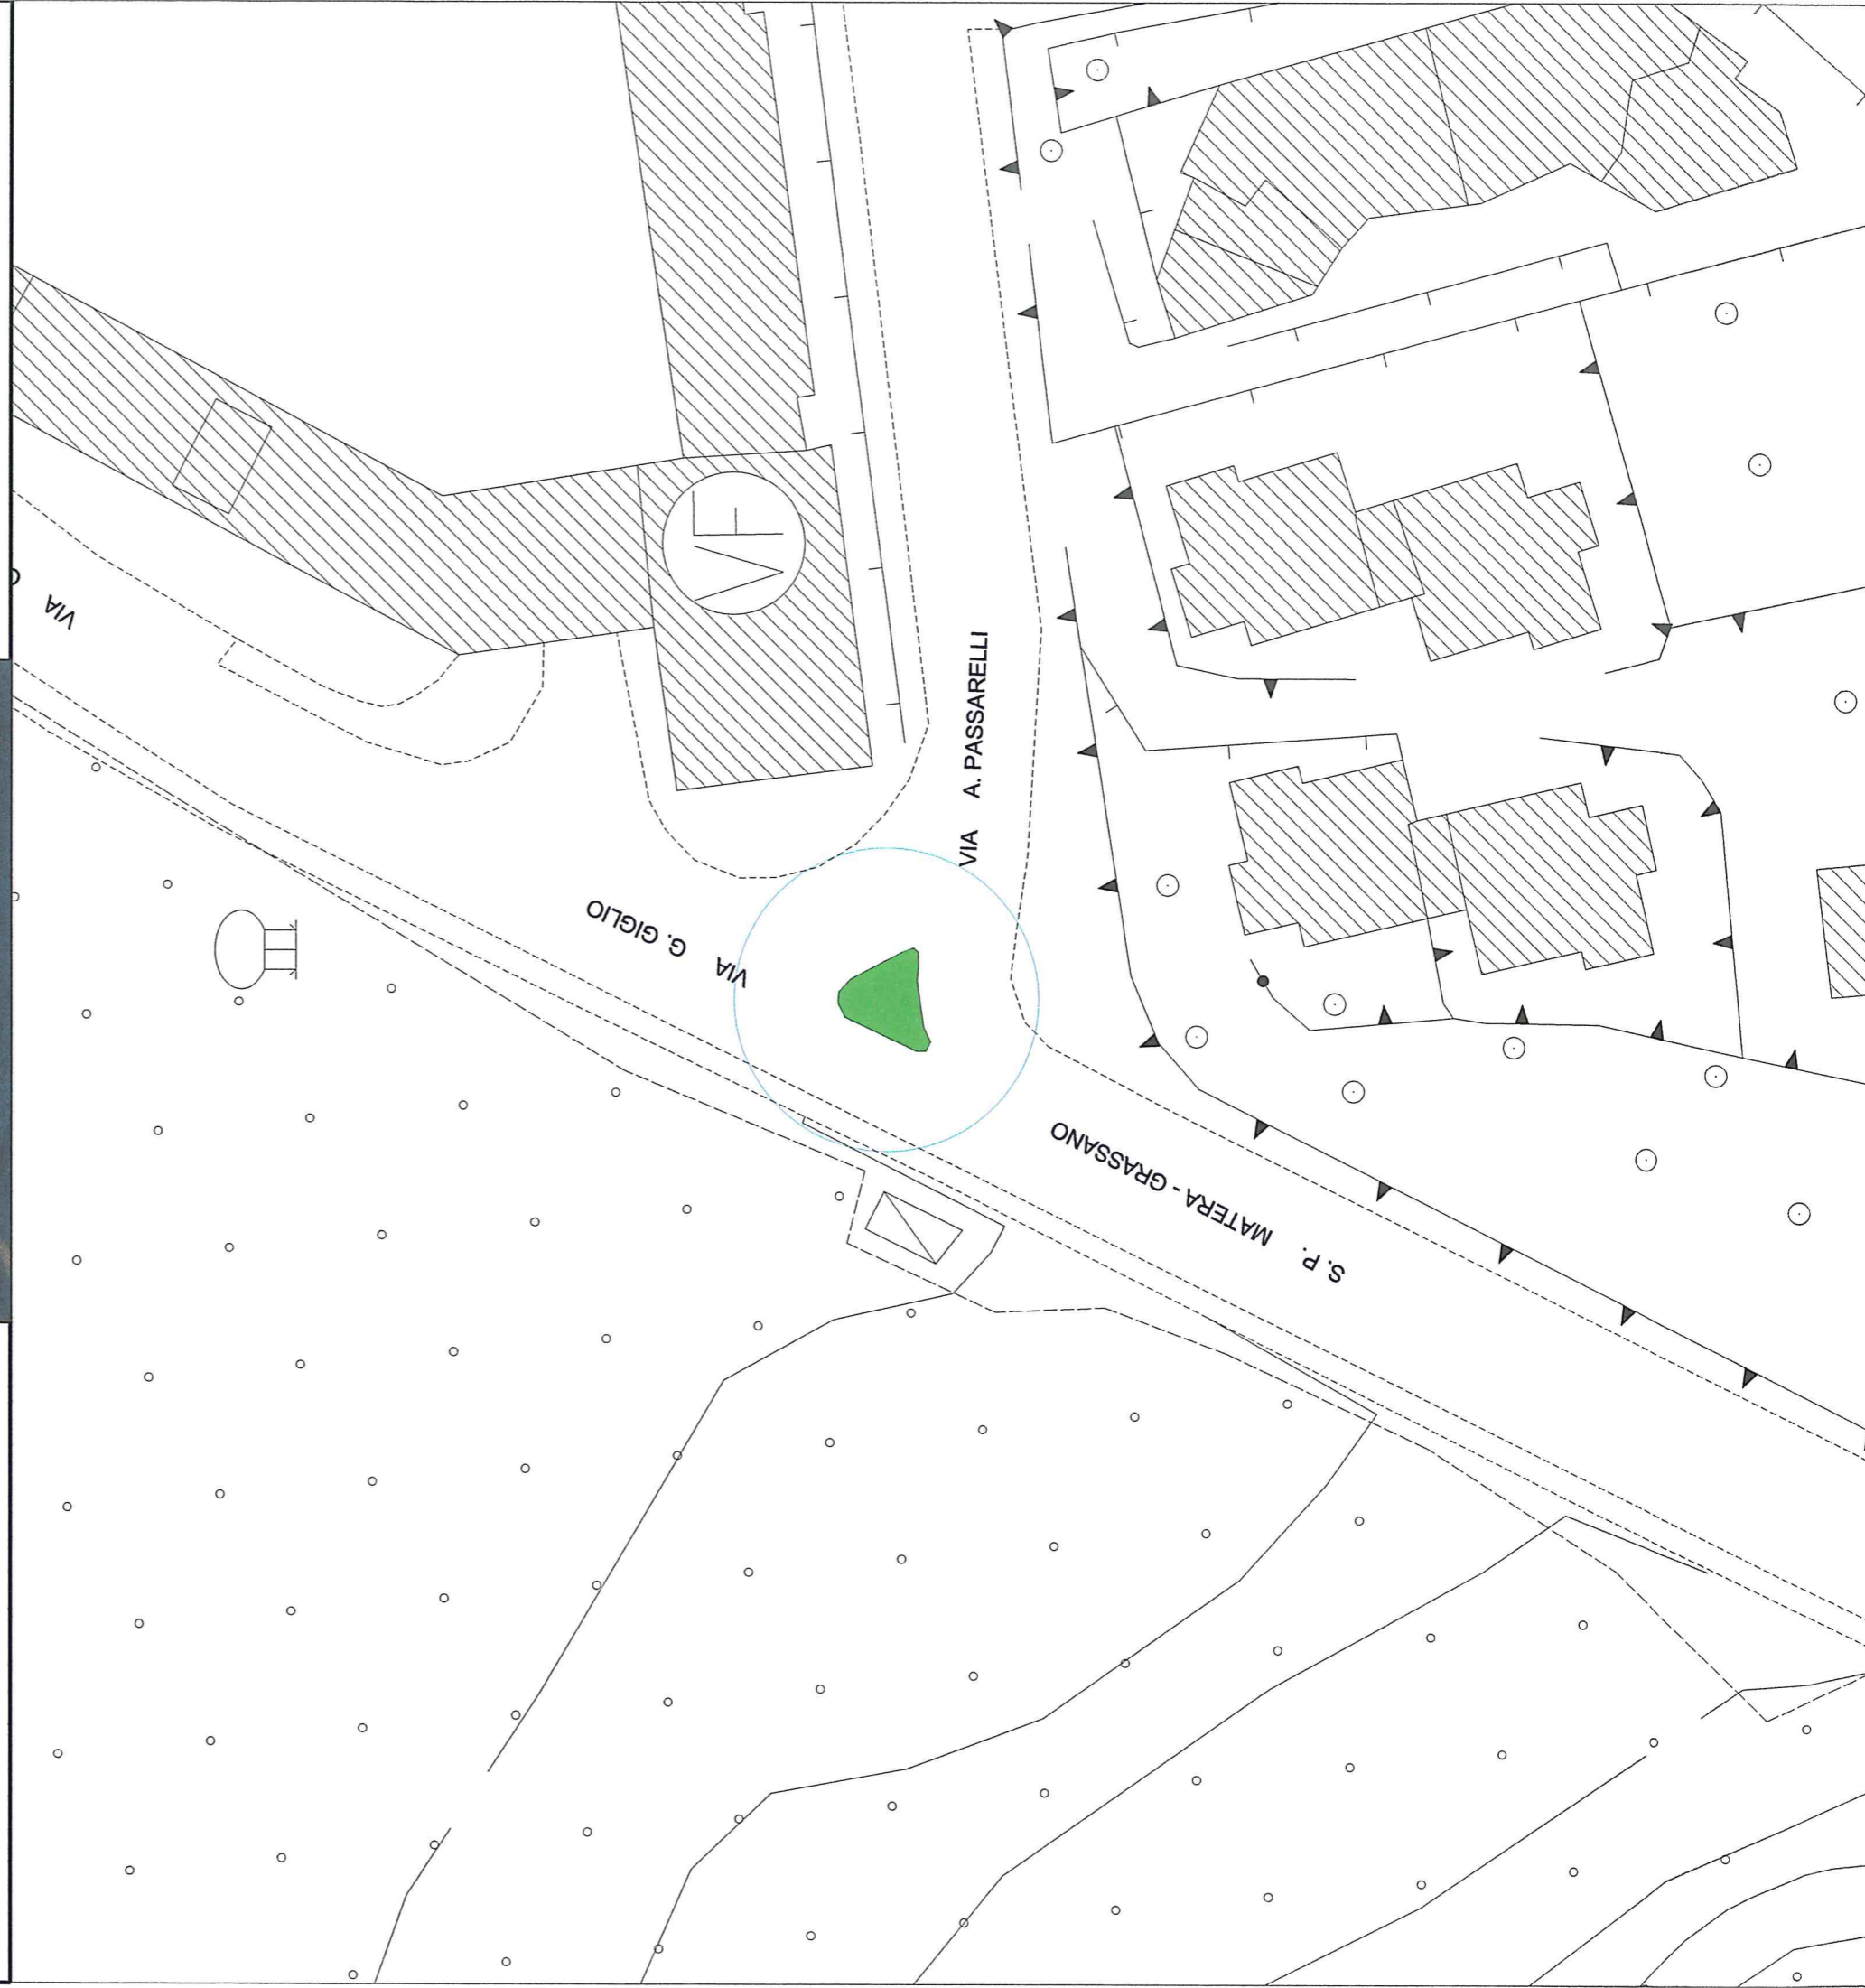 VF
VIA
VIA A. PASSARELLI
VIA G. GIGLIO
S.P. MATERA - GRASSANO